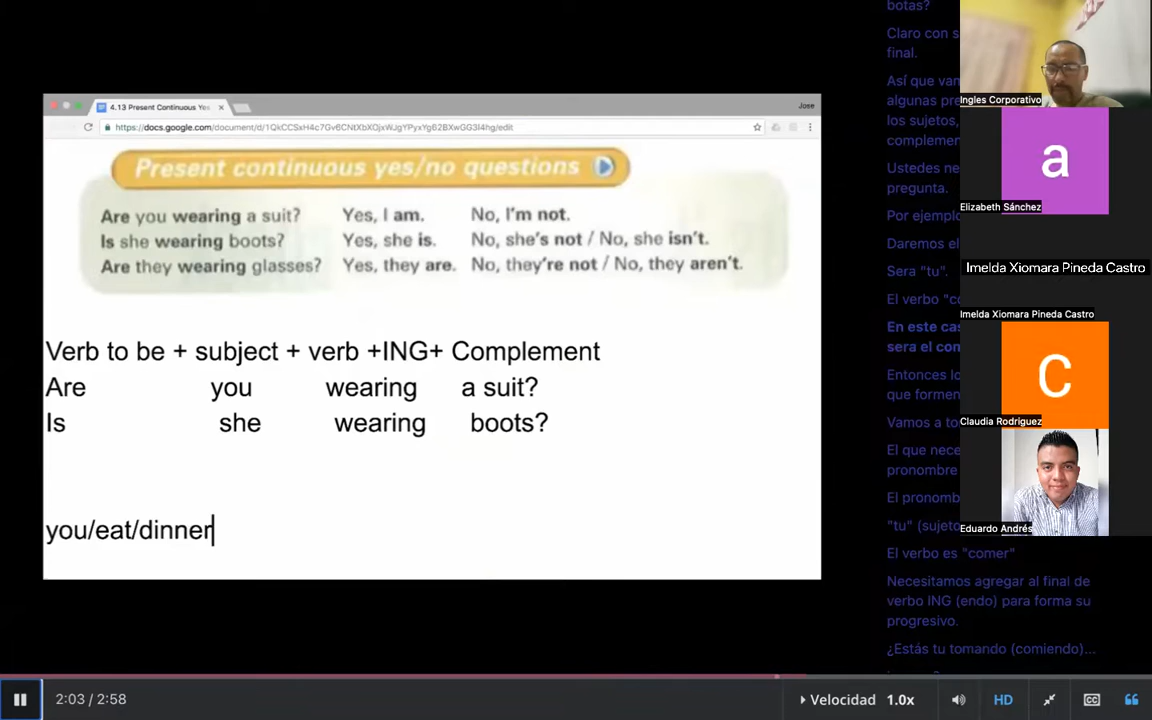 4.13 Present Continuous Yes
Jose
https://docs.google.com/document/d/1QkCCSxH4c7Gv6CNtXbXOjxWJgYPyxYg62BXwGG3l4hg/edit
Present continuous yes/no questions
Are you wearing a suit? Yes, I am. No, I'm not.
Is she wearing boots? Yes, she is. No, she's not / No, she isn't.
Are they wearing glasses? Yes, they are. No, they're not / No, they aren't.
Verb to be + subject + verb +ING+ Complement
Are you wearing a suit?
Is she wearing boots?
you/eat/dinner
2:03 / 2:58
Velocidad 1.0x
HD
CC
botas?
Claro con s
final.
Así que van
algunas pre
los sujetos,
complemen
Ustedes ne
pregunta.
Por ejemplo
Daremos el
Sera "tu".
El verbo "co
En este cas
sera el con
Entonces lo
que formen
Vamos a to
El que nece
pronombre
El pronomb
"tu" (sujeto
El verbo es "comer"
Necesitamos agregar al final de
verbo ING (endo) para forma su
progresivo.
¿Estás tu tomando (comiendo)...
Ingles Corporativo
a
Elizabeth Sánchez
Imelda Xiomara Pineda Castro
Imelda Xiomara Pineda Castro
C
Claudia Rodriguez
Eduardo Andrés